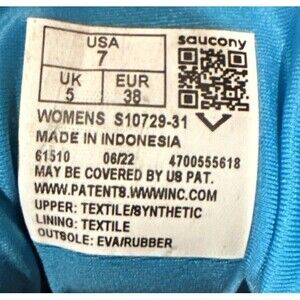 USA
7
saucony
UK
5
EUR
38
WOMENS S10729-31
MADE IN INDONESIA
61510 06/22 4700555618
MAY BE COVERED BY US PAT.
WWW.PATENTS.WWWINC.COM
UPPER: TEXTILE/SYNTHETIC
LINING: TEXTILE
OUTSOLE: EVA/RUBBER